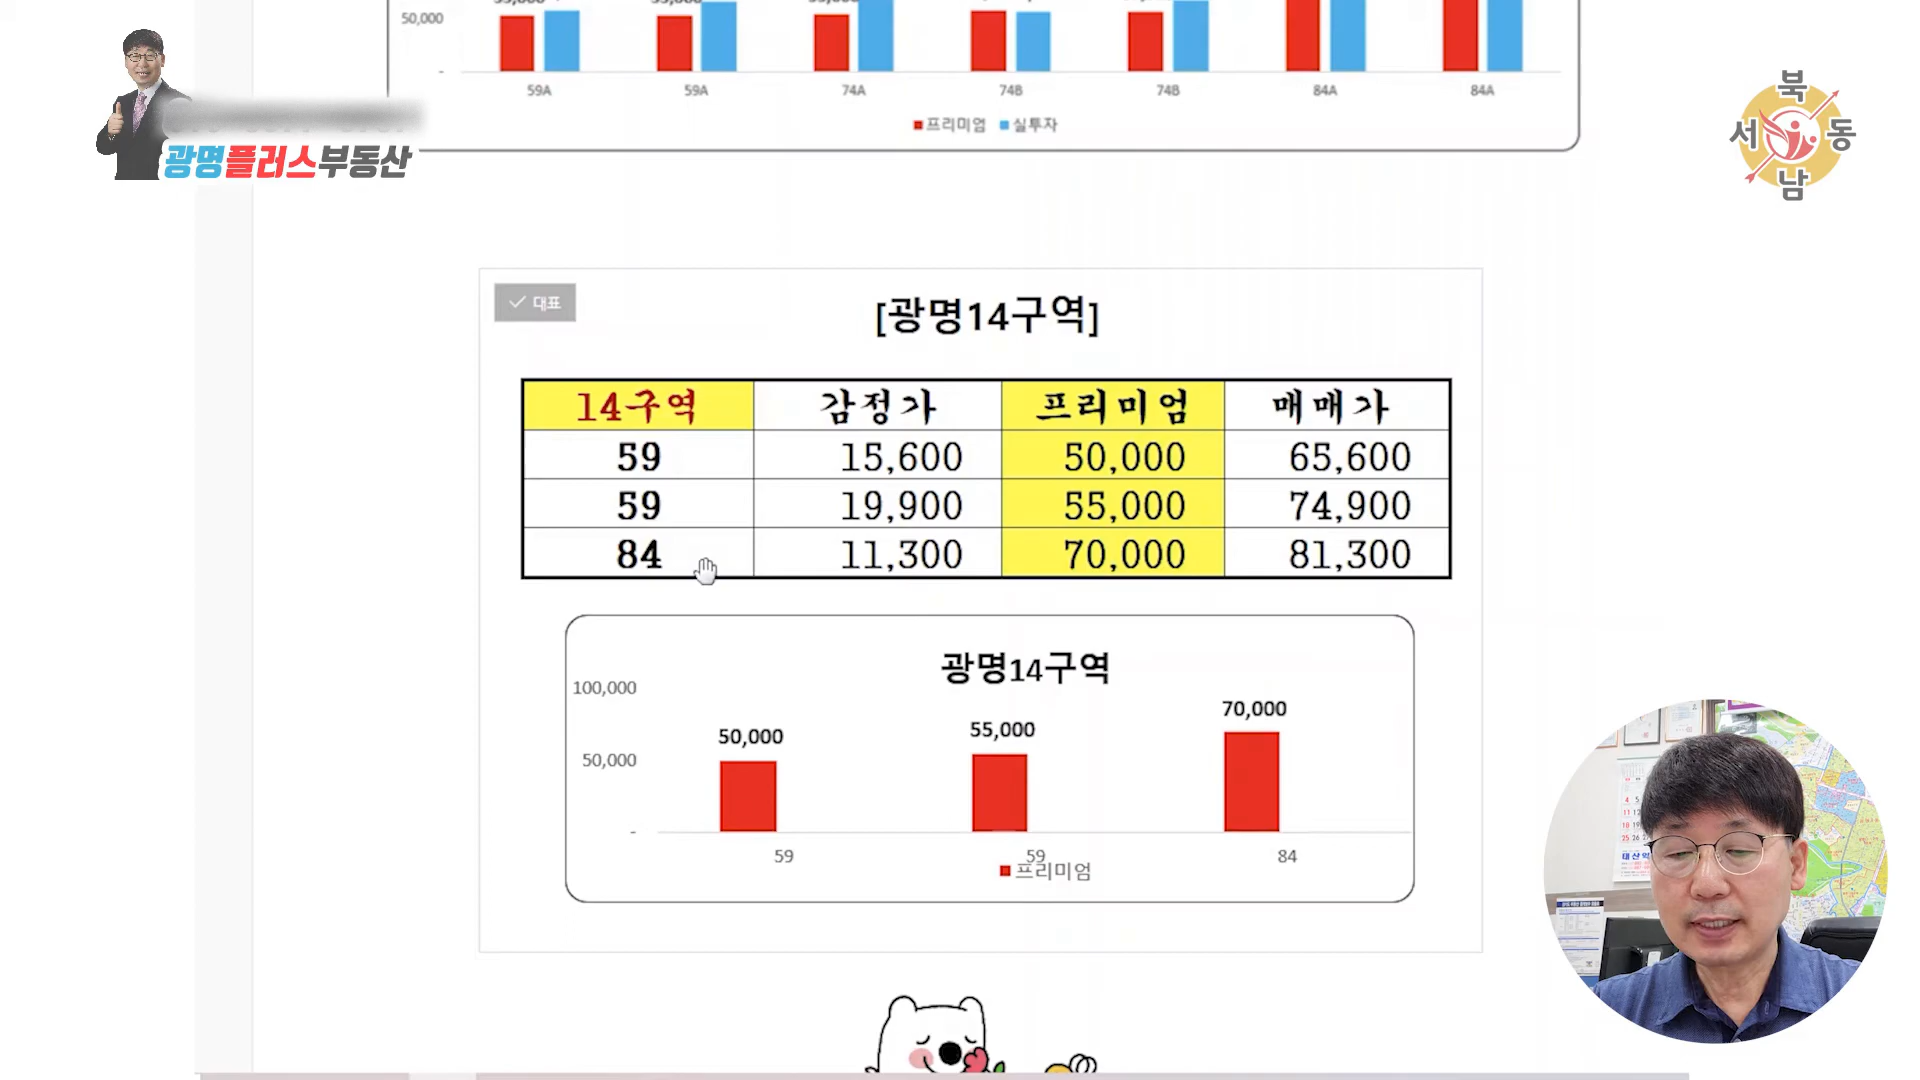 50,000
-
59A 59A 74A 74B 74B 84A 84A
프리미엄 실투자
광명플러스부동산
북
서 동
남
대표
[광명14구역]
14구역 감정가 프리미엄 매매가
59 15,600 50,000 65,600
59 19,900 55,000 74,900
84 11,300 70,000 81,300
광명14구역
100,000
50,000
-
50,000 55,000 70,000
59 59 84
프리미엄